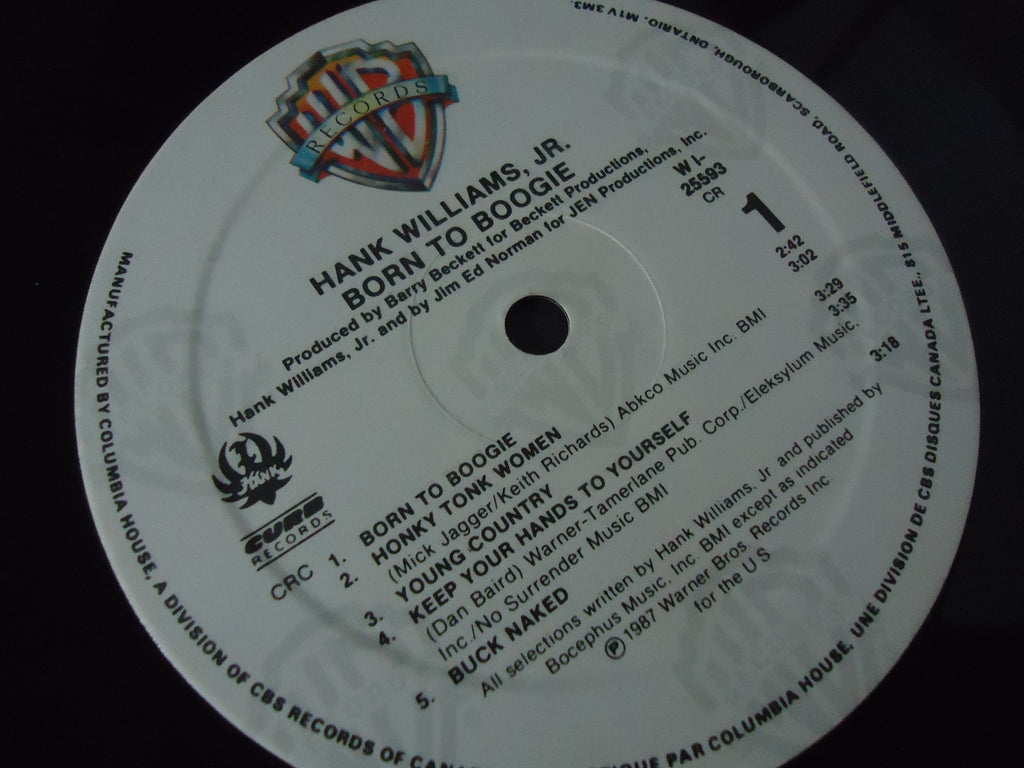 RECORDS
HANK WILLIAMS, JR.
BORN TO BOOGIE
Produced by Barry Beckett for Beckett Productions,
Hank Williams, Jr. and by Jim Ed Norman for JEN Productions, Inc.
W I-
25593
CR
1
HANK
CURB
RECORDS
CRC
1. BORN TO BOOGIE 2:42
2. HONKY TONK WOMEN 3:02
(Mick Jagger/Keith Richards) Abkco Music Inc. BMI
3. YOUNG COUNTRY 3:29
4. KEEP YOUR HANDS TO YOURSELF 3:35
(Dan Baird) Warner-Tamerlane Pub. Corp./Eleksylum Music,
Inc./No Surrender Music BMI
5. BUCK NAKED 3:18
All selections written by Hank Williams, Jr and published by
Bocephus Music, Inc. BMI except as indicated
℗ 1987 Warner Bros. Records Inc.
for the U S
MANUFACTURED BY COLUMBIA HOUSE, A DIVISION OF CBS RECORDS OF
PAR COLUMBIA HOUSE, UNE DIVISION DE CBS DISQUES CANADA LTEE., 815 MIDDLEFIELD ROAD, SCARBOROUGH, ONTARIO, M1V 3M3.